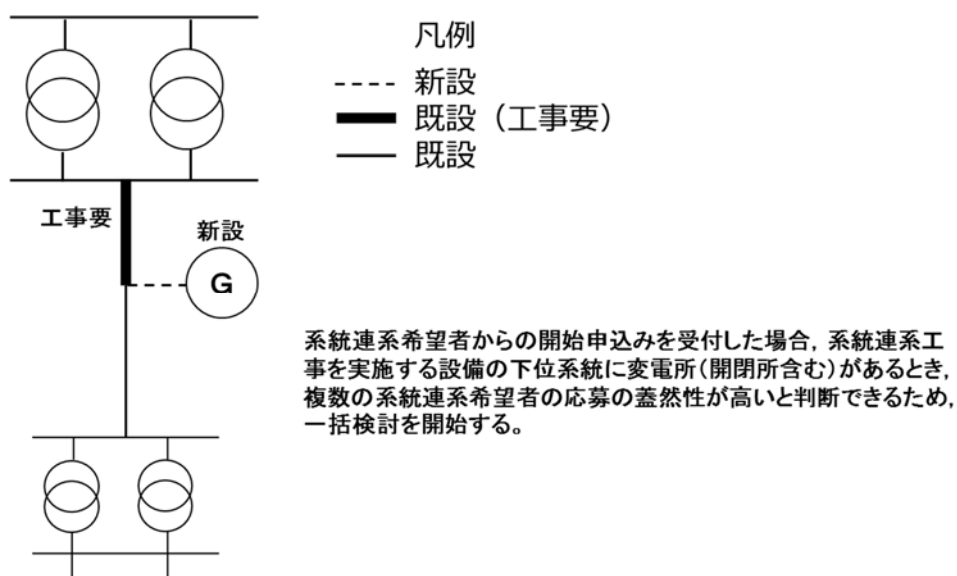 凡例
新設
既設（工事要）
既設
工事要
新設
G
系統連系希望者からの開始申込みを受付した場合，系統連系工
事を実施する設備の下位系統に変電所（開閉所含む）があるとき，
複数の系統連系希望者の応募の蓋然性が高いと判断できるため，
一括検討を開始する。